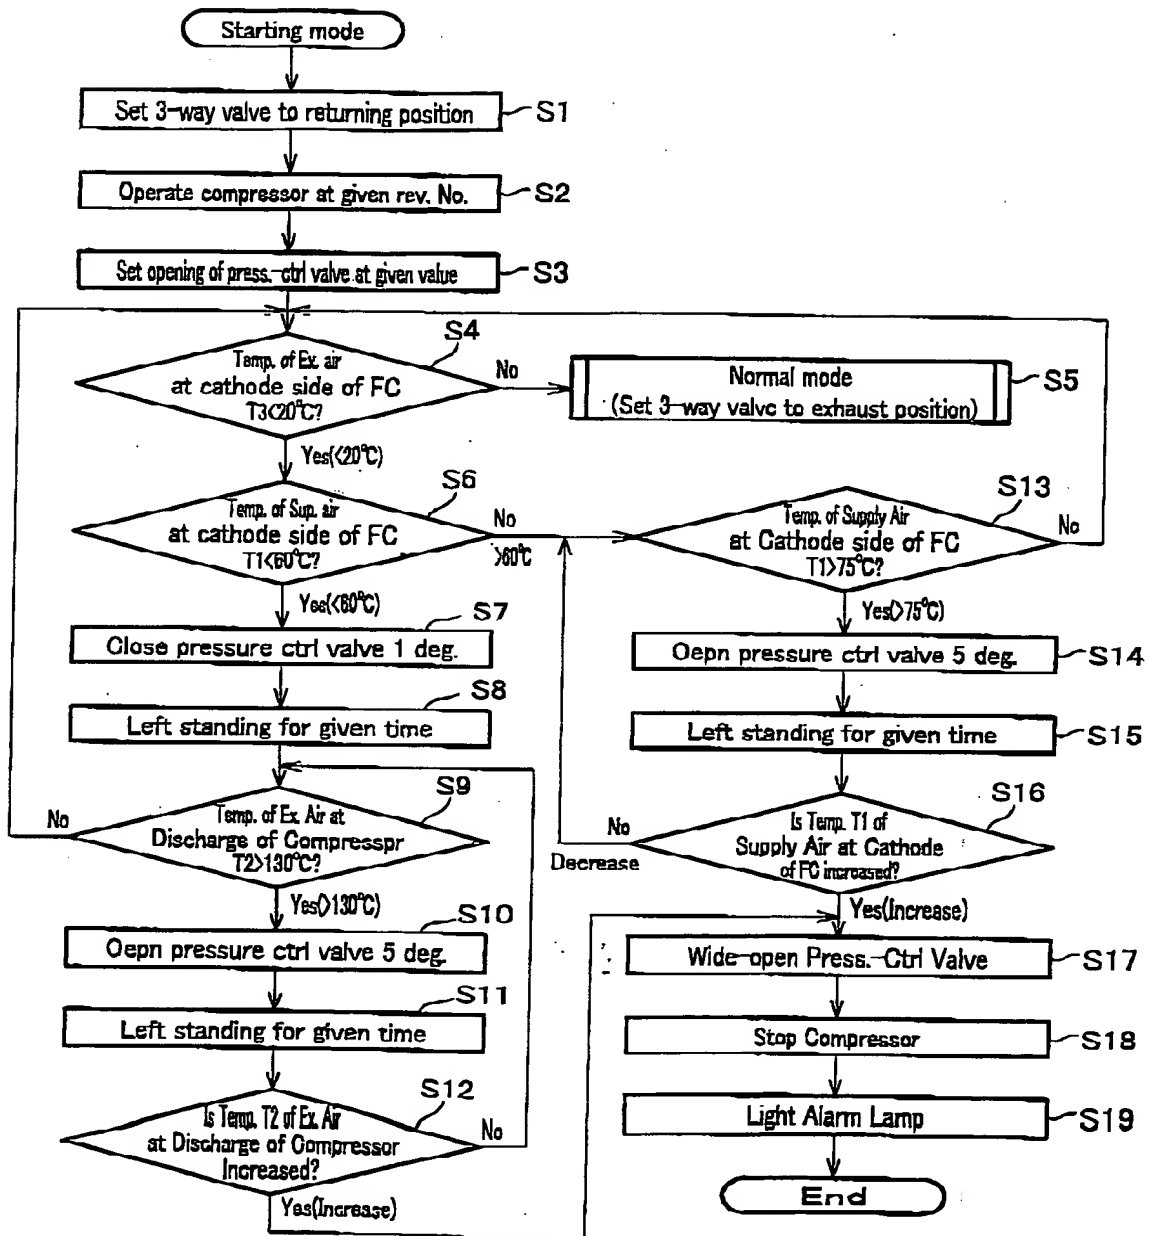 Starting mode
Set 3-way valve to returning position
S1
Operate compressor at given rev. No.
S2
Set opening of press.-ctrl valve at given value
S3
S4
Temp. of Ex. air
at cathode side of FC
T3<20°C?
No
Normal mode
(Set 3-way valve to exhaust position)
S5
Yes(<20°C)
S6
Temp. of Sup. air
at cathode side of FC
T1<60°C?
No
>60°C
S13
Temp. of Supply Air
at Cathode side of FC
T1>75°C?
No
Yes(<60°C)
S7
Close pressure ctrl valve 1 deg.
Yes(>75°C)
Oepn pressure ctrl valve 5 deg.
S14
S8
Left standing for given time
Left standing for given time
S15
S9
Temp. of Ex. Air at
Discharge of Comprespr
T2>130°C?
No
S16
Is Temp. T1 of
Supply Air at Cathode
of FC increased?
No
Decrease
Yes(>130°C)
S10
Oepn pressure ctrl valve 5 deg.
Yes(Increase)
Wide-open Press.-Ctrl Valve
S17
S11
Left standing for given time
Stop Compressor
S18
S12
Is Temp. T2 of Ex. Air
at Discharge of Compressor
Increased?
No
Light Alarm Lamp
S19
Yes(Increase)
End